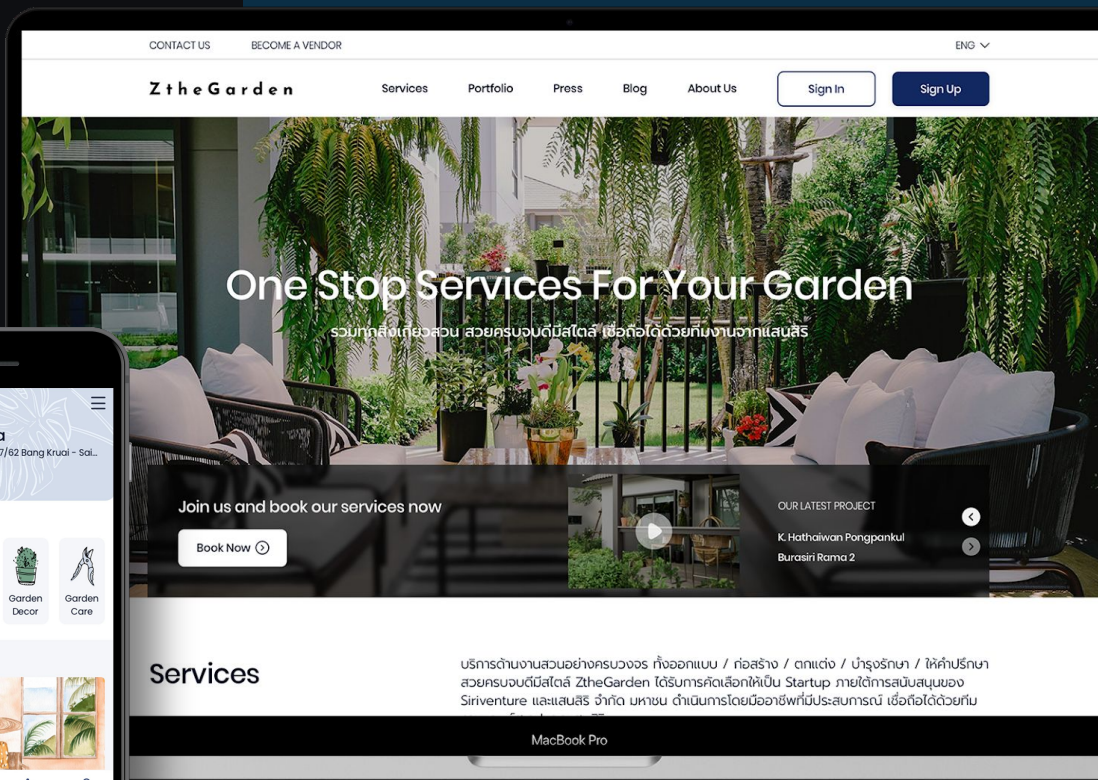 CONTACT US
BECOME A VENDOR
ENG
ZtheGarden
Services
Portfolio
Press
Blog
About Us
Sign In
Sign Up
One Stop Services For Your Garden
รวมทุกสิ่งเกี่ยวสวน สวยครบจบดีมีสไตล์ เชื่อถือได้ด้วยทีมงานจากแสนสิริ
Join us and book our services now
Book Now
OUR LATEST PROJECT
K. Hathaiwan Pongpankul
Burasiri Rama 2
Services
บริการด้านงานสวนอย่างครบวงจร ทั้งออกแบบ / ก่อสร้าง / ตกแต่ง / บำรุงรักษา / ให้คำปรึกษา
สวยครบจบดีมีสไตล์ ZtheGarden ได้รับการคัดเลือกให้เป็น Startup ภายใต้การสนับสนุนของ
Siriventure และแสนสิริ จำกัด มหาชน ดำเนินการโดยมืออาชีพที่มีประสบการณ์ เชื่อถือได้ด้วยทีม
MacBook Pro
a
7/62 Bang Kruai - Sai...
Garden
Decor
Garden
Care